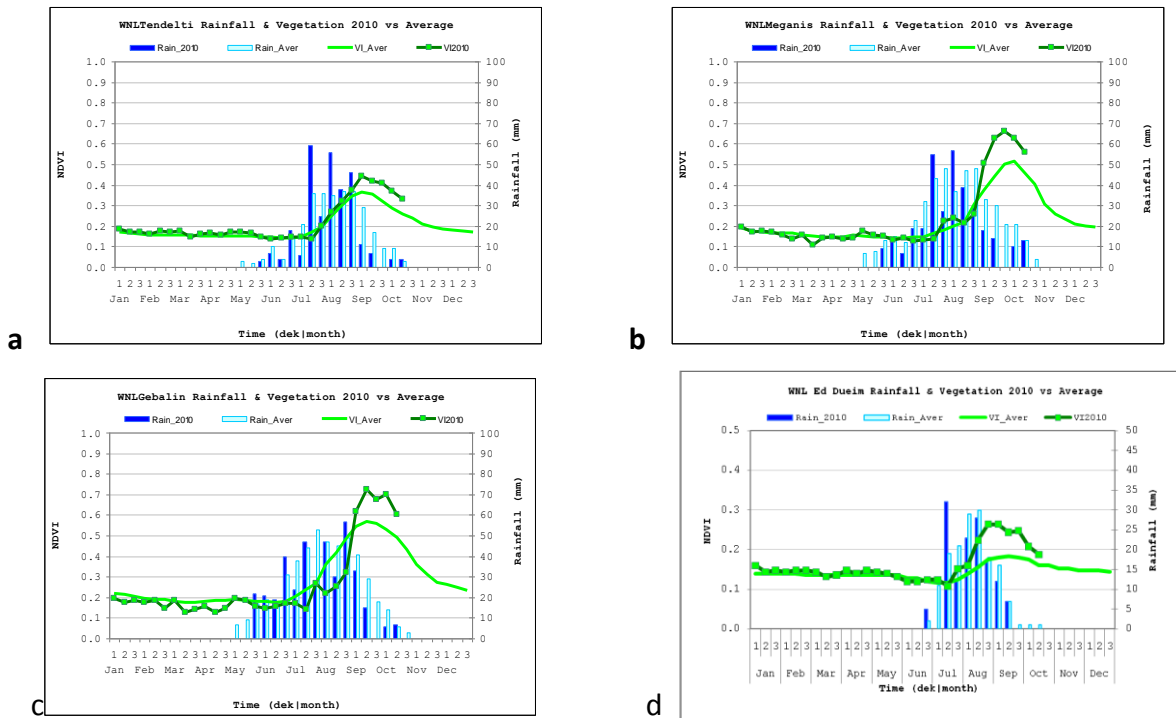 WNLTendelti Rainfall & Vegetation 2010 vs Average
Rain_2010 Rain_Aver VI_Aver VI2010
1.0 100
0.9 90
0.8 80
0.7 70
0.6 60
0.5 50
0.4 40
0.3 30
0.2 20
0.1 10
0.0 0
NDVI
Rainfall (mm)
1 2 3 1 2 3 1 2 3 1 2 3 1 2 3 1 2 3 1 2 3 1 2 3 1 2 3 1 2 3 1 2 3 1 2 3
Jan Feb Mar Apr May Jun Jul Aug Sep Oct Nov Dec
Time (dek|month)
a
WNLMeganis Rainfall & Vegetation 2010 vs Average
Rain_2010 Rain_Aver VI_Aver VI2010
1.0 100
0.9 90
0.8 80
0.7 70
0.6 60
0.5 50
0.4 40
0.3 30
0.2 20
0.1 10
0.0 0
NDVI
Rainfall (mm)
1 2 3 1 2 3 1 2 3 1 2 3 1 2 3 1 2 3 1 2 3 1 2 3 1 2 3 1 2 3 1 2 3 1 2 3
Jan Feb Mar Apr May Jun Jul Aug Sep Oct Nov Dec
Time (dek|month)
b
WNLGebalin Rainfall & Vegetation 2010 vs Average
Rain_2010 Rain_Aver VI_Aver VI2010
1.0 100
0.9 90
0.8 80
0.7 70
0.6 60
0.5 50
0.4 40
0.3 30
0.2 20
0.1 10
0.0 0
NDVI
Rainfall (mm)
1 2 3 1 2 3 1 2 3 1 2 3 1 2 3 1 2 3 1 2 3 1 2 3 1 2 3 1 2 3 1 2 3 1 2 3
Jan Feb Mar Apr May Jun Jul Aug Sep Oct Nov Dec
Time (dek|month)
c
WNL Ed Dueim Rainfall & Vegetation 2010 vs Average
Rain_2010 Rain_Aver VI_Aver VI2010
0.5 50
45
0.4 40
35
0.3 30
25
0.2 20
15
0.1 10
5
0.0 0
NDVI
Rainfall (mm)
1 2 3 1 2 3 1 2 3 1 2 3 1 2 3 1 2 3 1 2 3 1 2 3 1 2 3 1 2 3 1 2 3 1 2 3
Jan Feb Mar Apr May Jun Jul Aug Sep Oct Nov Dec
Time (dek|month)
d